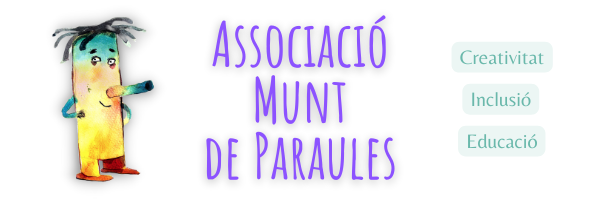 Associació
Munt
de Paraules
Creativitat
Inclusió
Educació